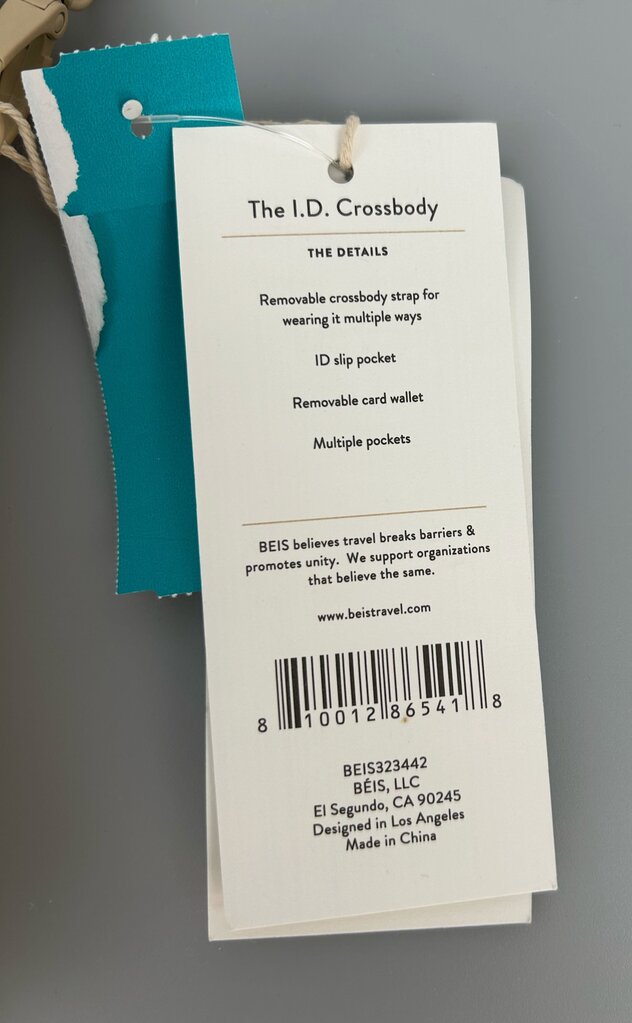 The I.D. Crossbody
THE DETAILS
Removable crossbody strap for
wearing it multiple ways
ID slip pocket
Removable card wallet
Multiple pockets
BEIS believes travel breaks barriers &
promotes unity. We support organizations
that believe the same.
www.beistravel.com
8 10012 86541 8
BEIS323442
BÉIS, LLC
El Segundo, CA 90245
Designed in Los Angeles
Made in China